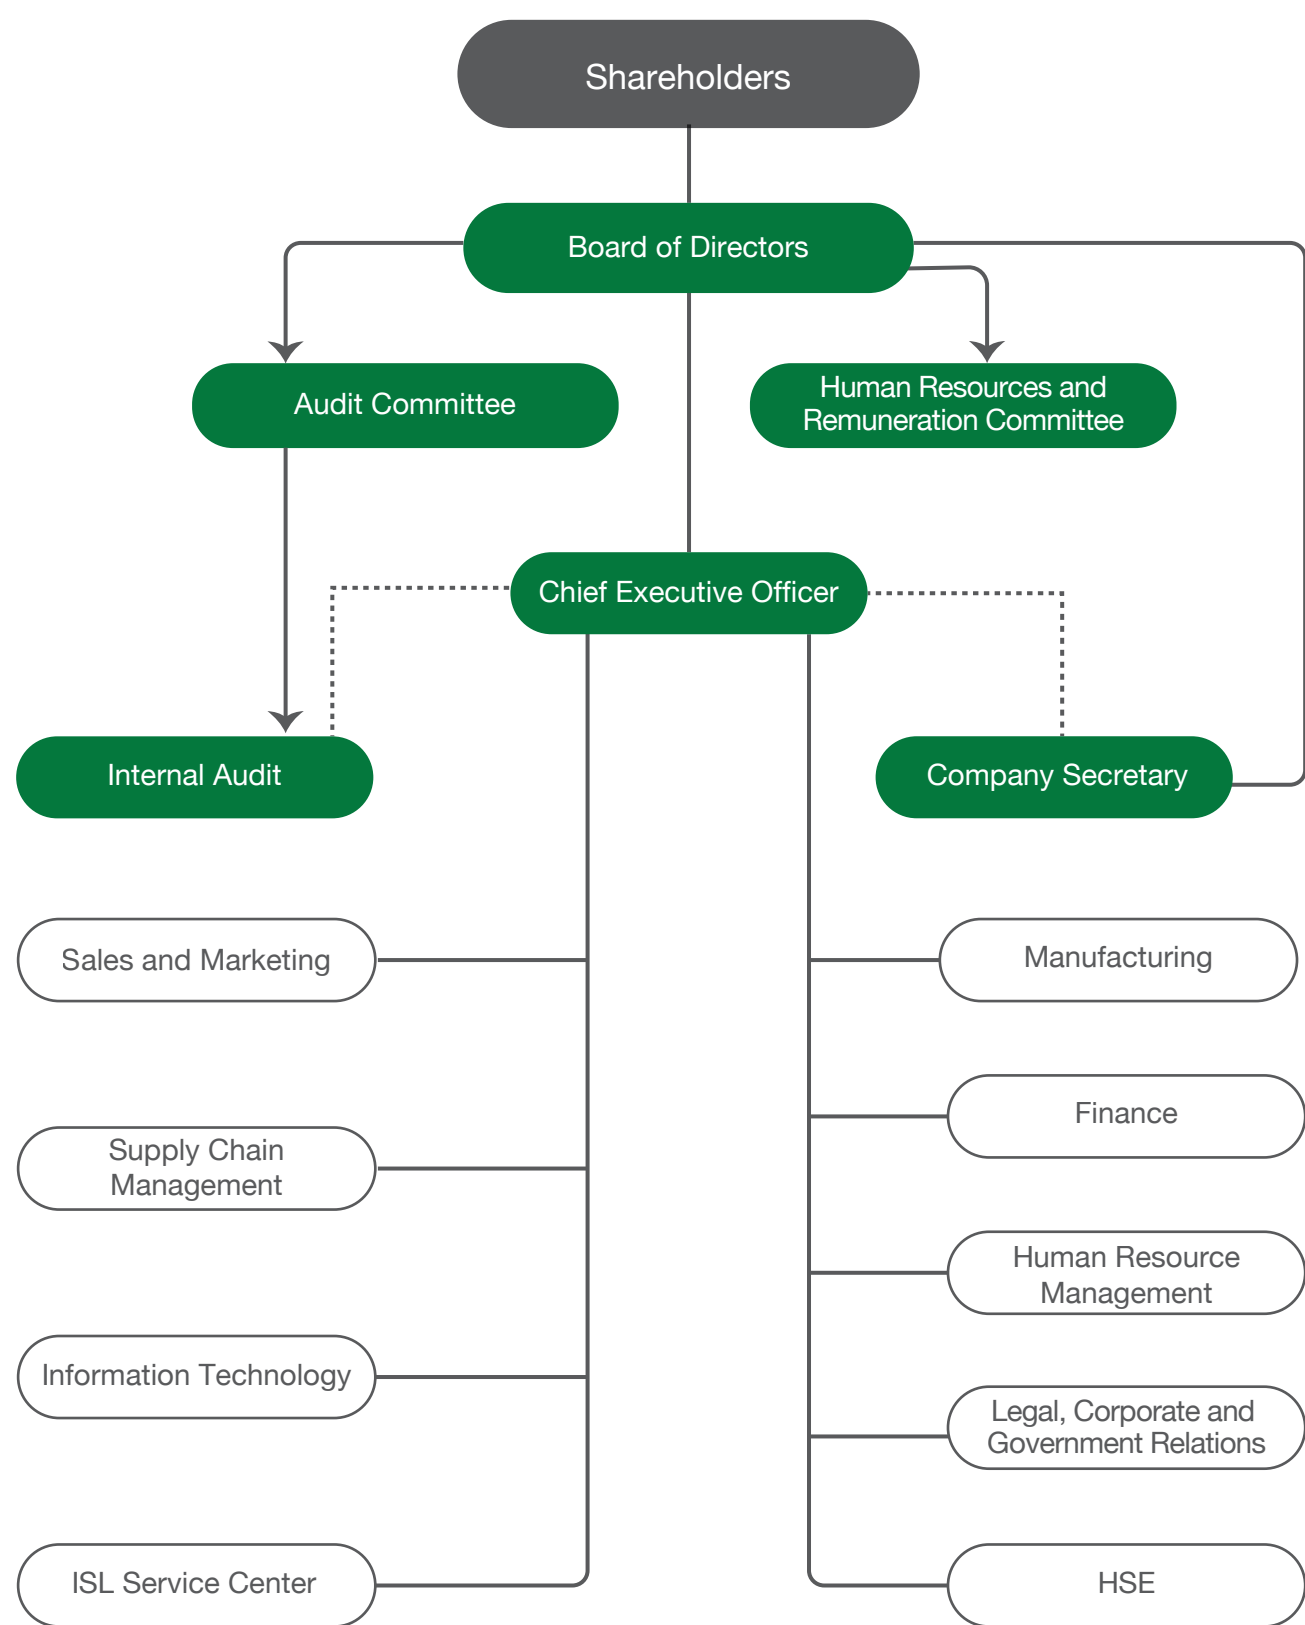 Shareholders
Board of Directors
Audit Committee
Human Resources and
Remuneration Committee
Chief Executive Officer
Internal Audit
Company Secretary
Sales and Marketing
Manufacturing
Finance
Supply Chain
Management
Human Resource
Management
Information Technology
Legal, Corporate and
Government Relations
ISL Service Center
HSE